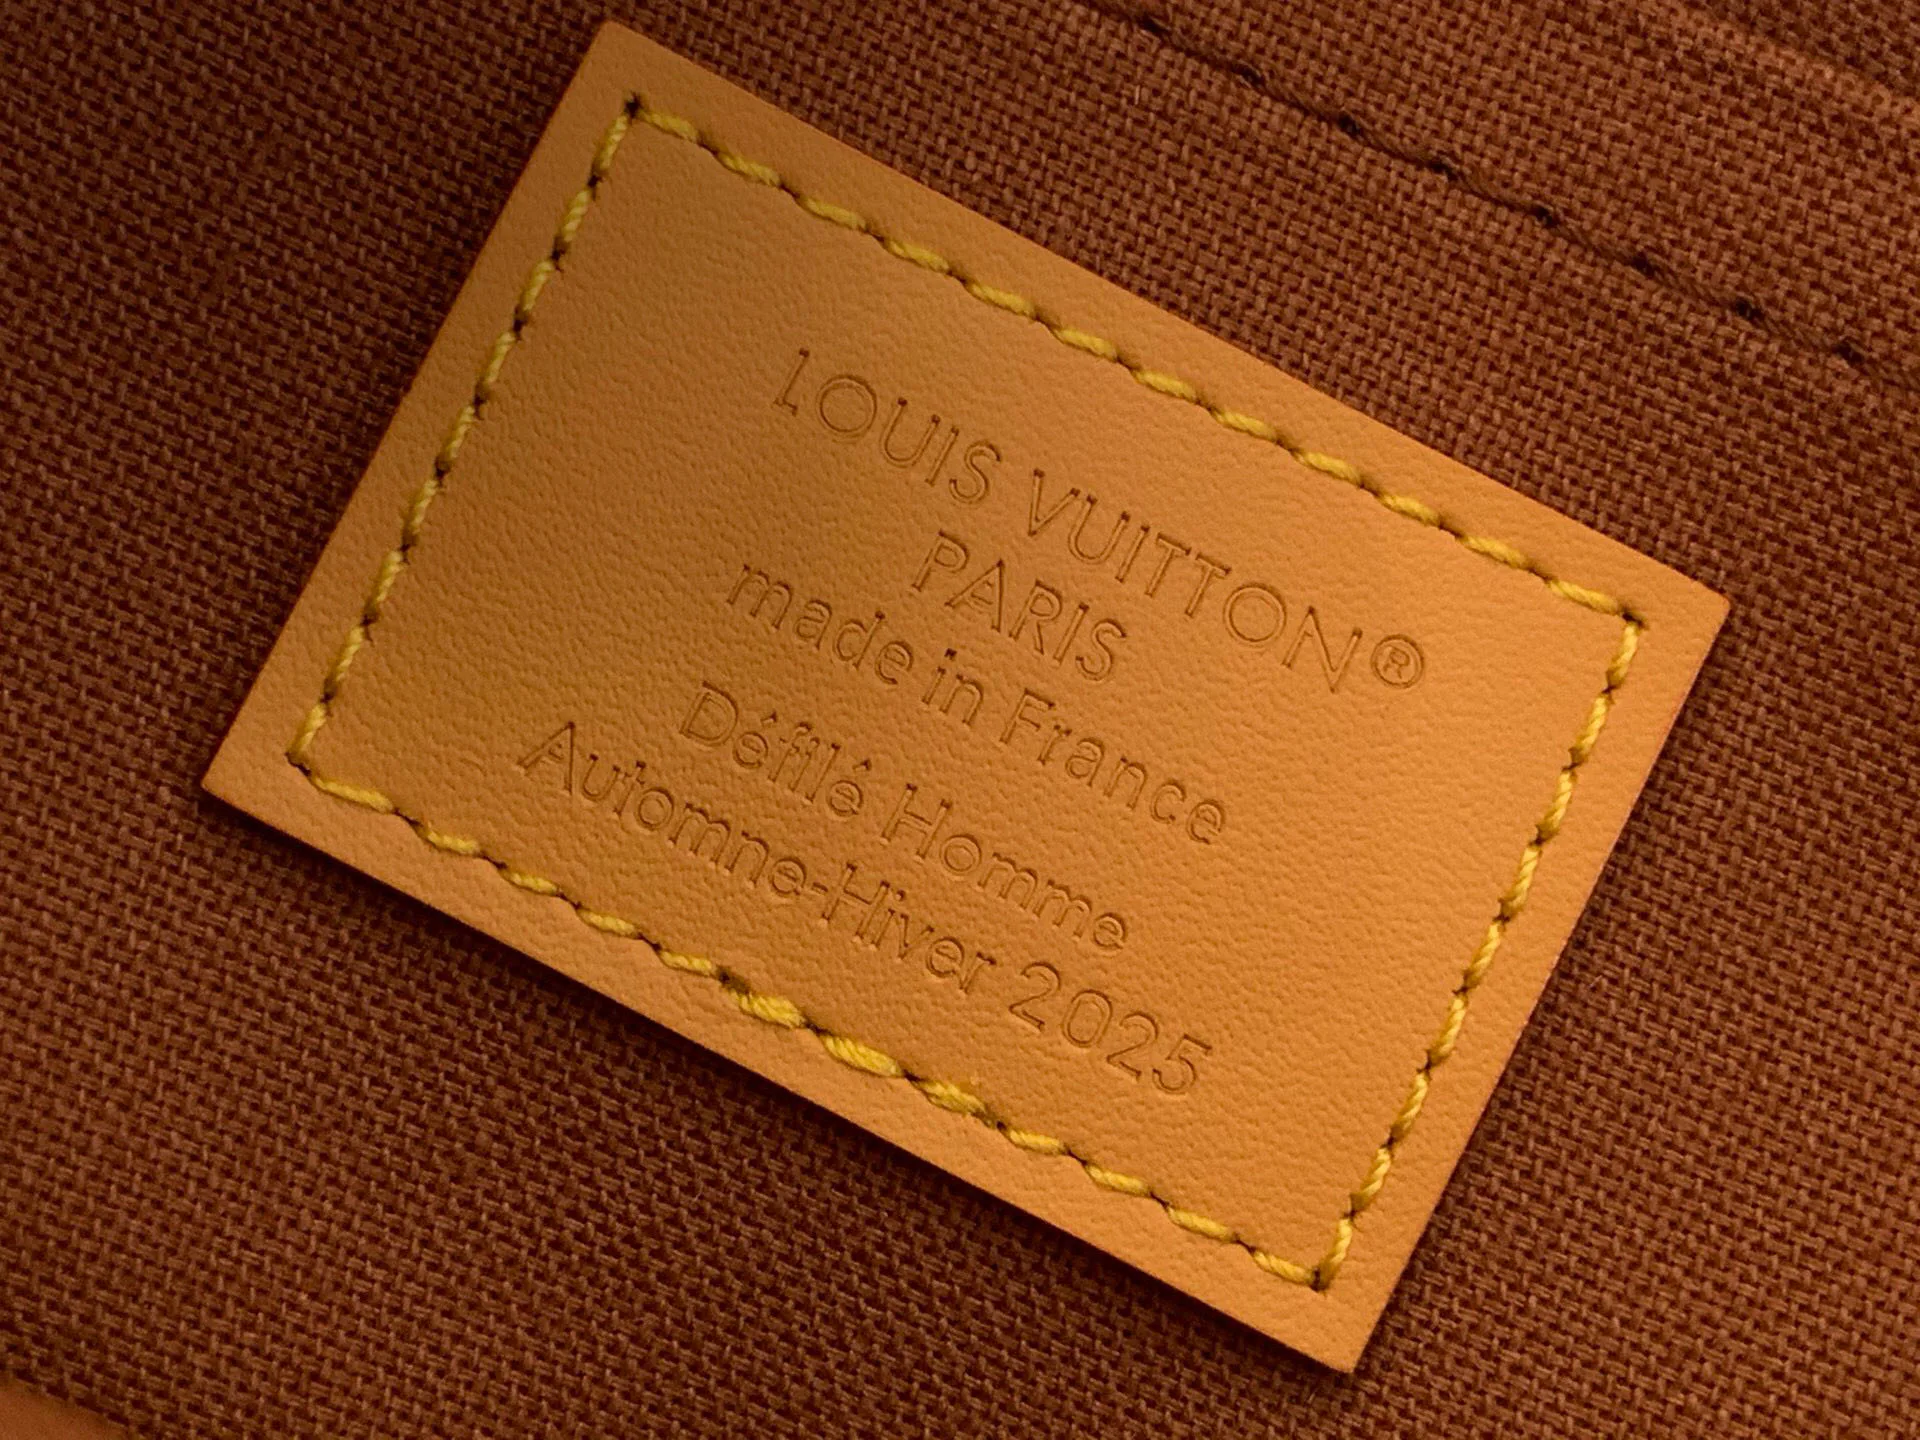 LOUIS VUITTON®
PARIS
made in France
Défilé Homme
Automne-Hiver 2025